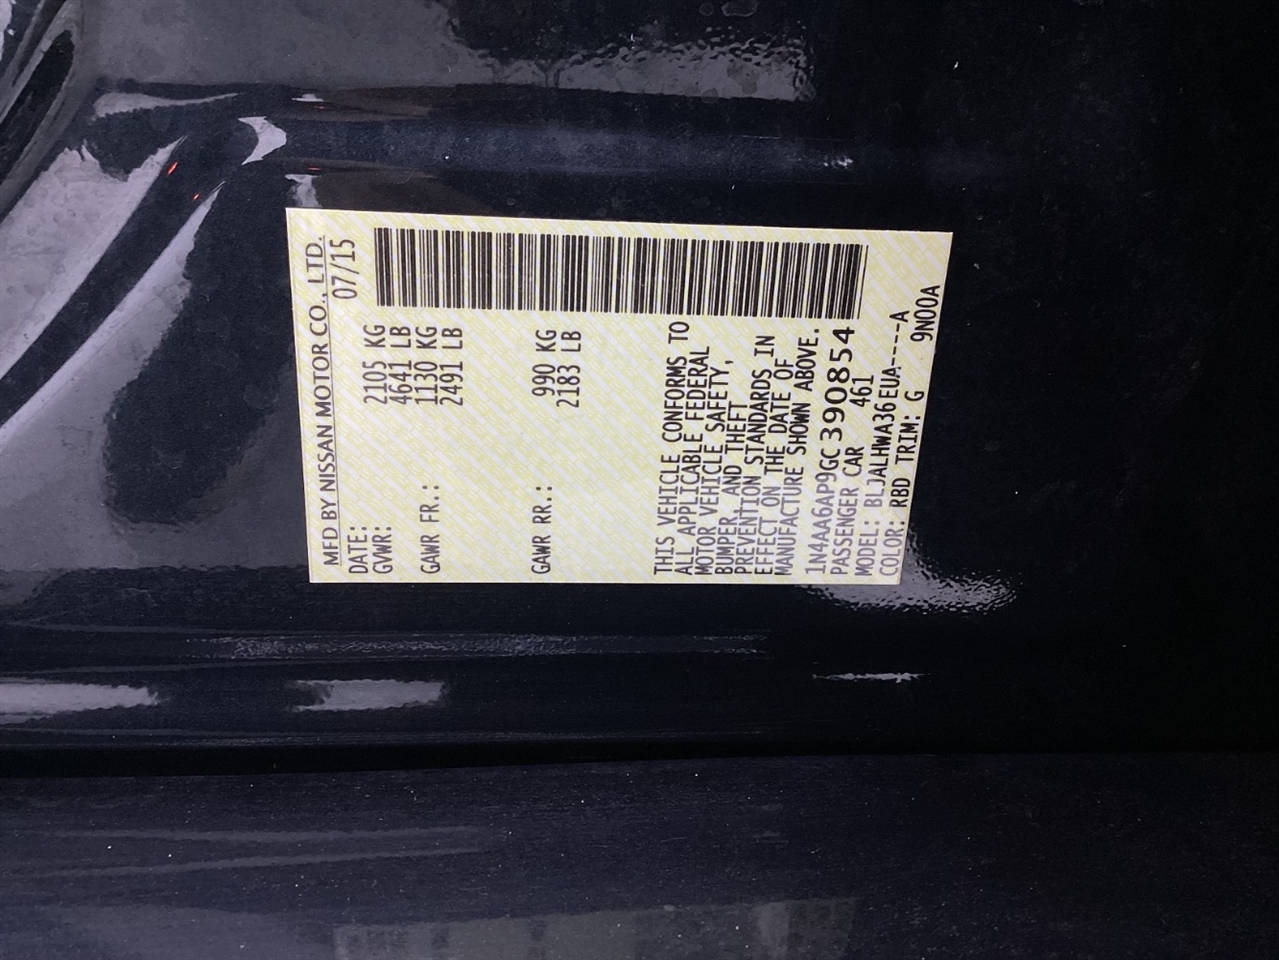 MFD BY NISSAN MOTOR CO., LTD.
DATE: 07/15
GVWR: 2105 KG
4641 LB
GAWR FR.: 1130 KG
2491 LB
GAWR RR.: 990 KG
2183 LB
THIS VEHICLE CONFORMS TO
ALL APPLICABLE FEDERAL
MOTOR VEHICLE SAFETY,
BUMPER, AND THEFT
PREVENTION STANDARDS IN
EFFECT ON THE DATE OF
MANUFACTURE SHOWN ABOVE.
1N4AA6AP9GC390854
PASSENGER CAR 461
MODEL: BLJALHWA36EUA----A
COLOR: RBD TRIM: G 9N00A